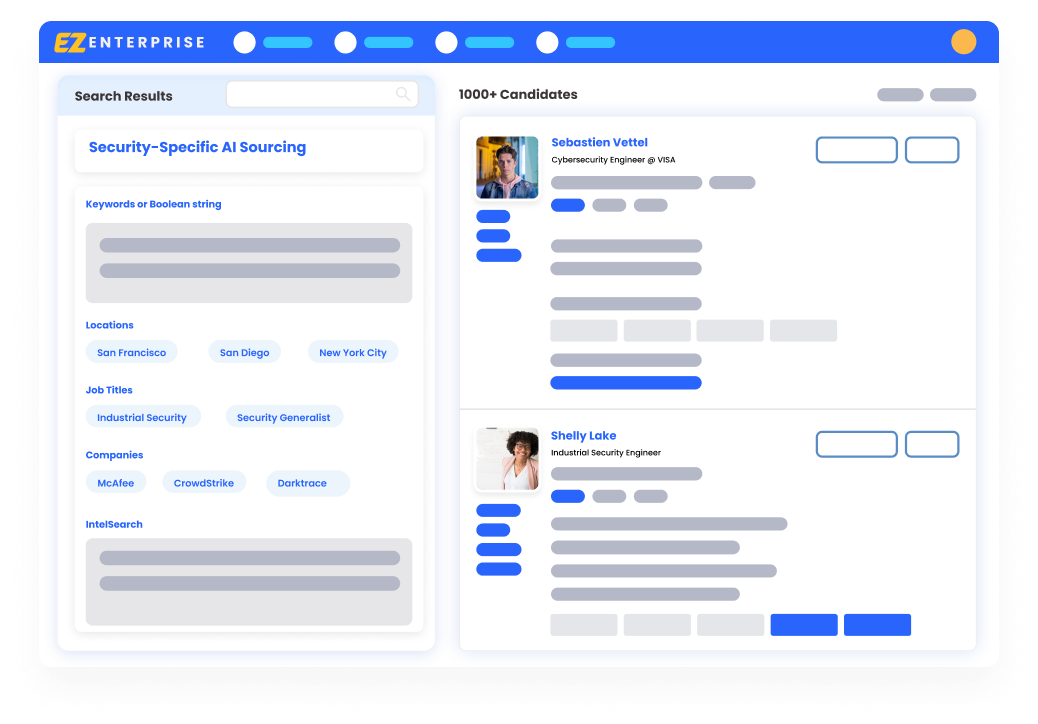 EZ ENTERPRISE
Search Results
Security-Specific AI Sourcing
Keywords or Boolean string
Locations
San Francisco San Diego New York City
Job Titles
Industrial Security Security Generalist
Companies
McAfee CrowdStrike Darktrace
IntelSearch
1000+ Candidates
Sebastien Vettel
Cybersecurity Engineer @ VISA
Shelly Lake
Industrial Security Engineer